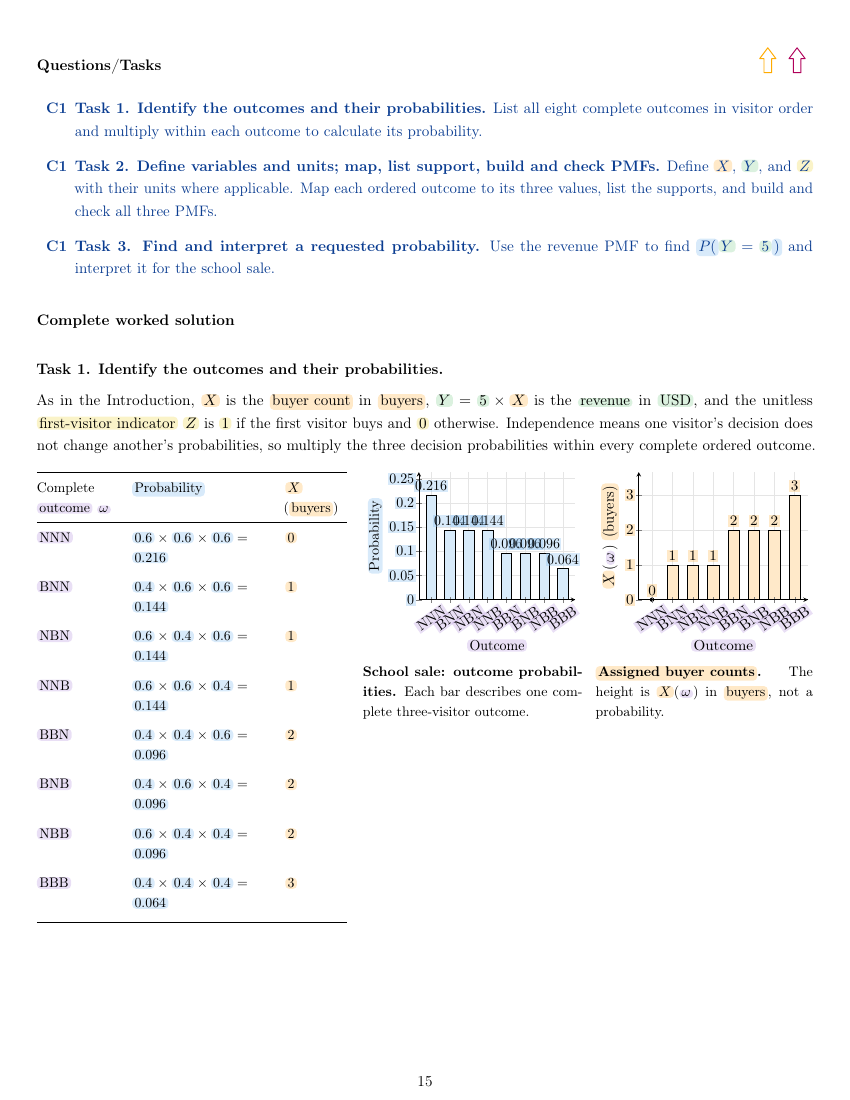 Questions/Tasks
C1 Task 1. Identify the outcomes and their probabilities. List all eight complete outcomes in visitor order
and multiply within each outcome to calculate its probability.
C1 Task 2. Define variables and units; map, list support, build and check PMFs. Define X, Y, and Z
with their units where applicable. Map each ordered outcome to its three values, list the supports, and build and
check all three PMFs.
C1 Task 3. Find and interpret a requested probability. Use the revenue PMF to find P(Y = 5) and
interpret it for the school sale.
Complete worked solution
Task 1. Identify the outcomes and their probabilities.
As in the Introduction, X is the buyer count in buyers, Y = 5 × X is the revenue in USD, and the unitless
first-visitor indicator Z is 1 if the first visitor buys and 0 otherwise. Independence means one visitor's decision does
not change another's probabilities, so multiply the three decision probabilities within every complete ordered outcome.
Complete Probability X
outcome ω (buyers)
NNN 0.6 × 0.6 × 0.6 = 0
0.216
BNN 0.4 × 0.6 × 0.6 = 1
0.144
NBN 0.6 × 0.4 × 0.6 = 1
0.144
NNB 0.6 × 0.6 × 0.4 = 1
0.144
BBN 0.4 × 0.4 × 0.6 = 2
0.096
BNB 0.4 × 0.6 × 0.4 = 2
0.096
NBB 0.6 × 0.4 × 0.4 = 2
0.096
BBB 0.4 × 0.4 × 0.4 = 3
0.064
Probability
0.25
0.2
0.15
0.1
0.05
0
0.216
0.144 0.144 0.144
0.096 0.096 0.096
0.064
NNN BNN NBN NNB BBN BNB NBB BBB
Outcome
School sale: outcome probabil-
ities. Each bar describes one com-
plete three-visitor outcome.
X(ω) (buyers)
3
2
1
0
0 1 1 1 2 2 2 3
NNN BNN NBN NNB BBN BNB NBB BBB
Outcome
Assigned buyer counts. The
height is X(ω) in buyers, not a
probability.
15